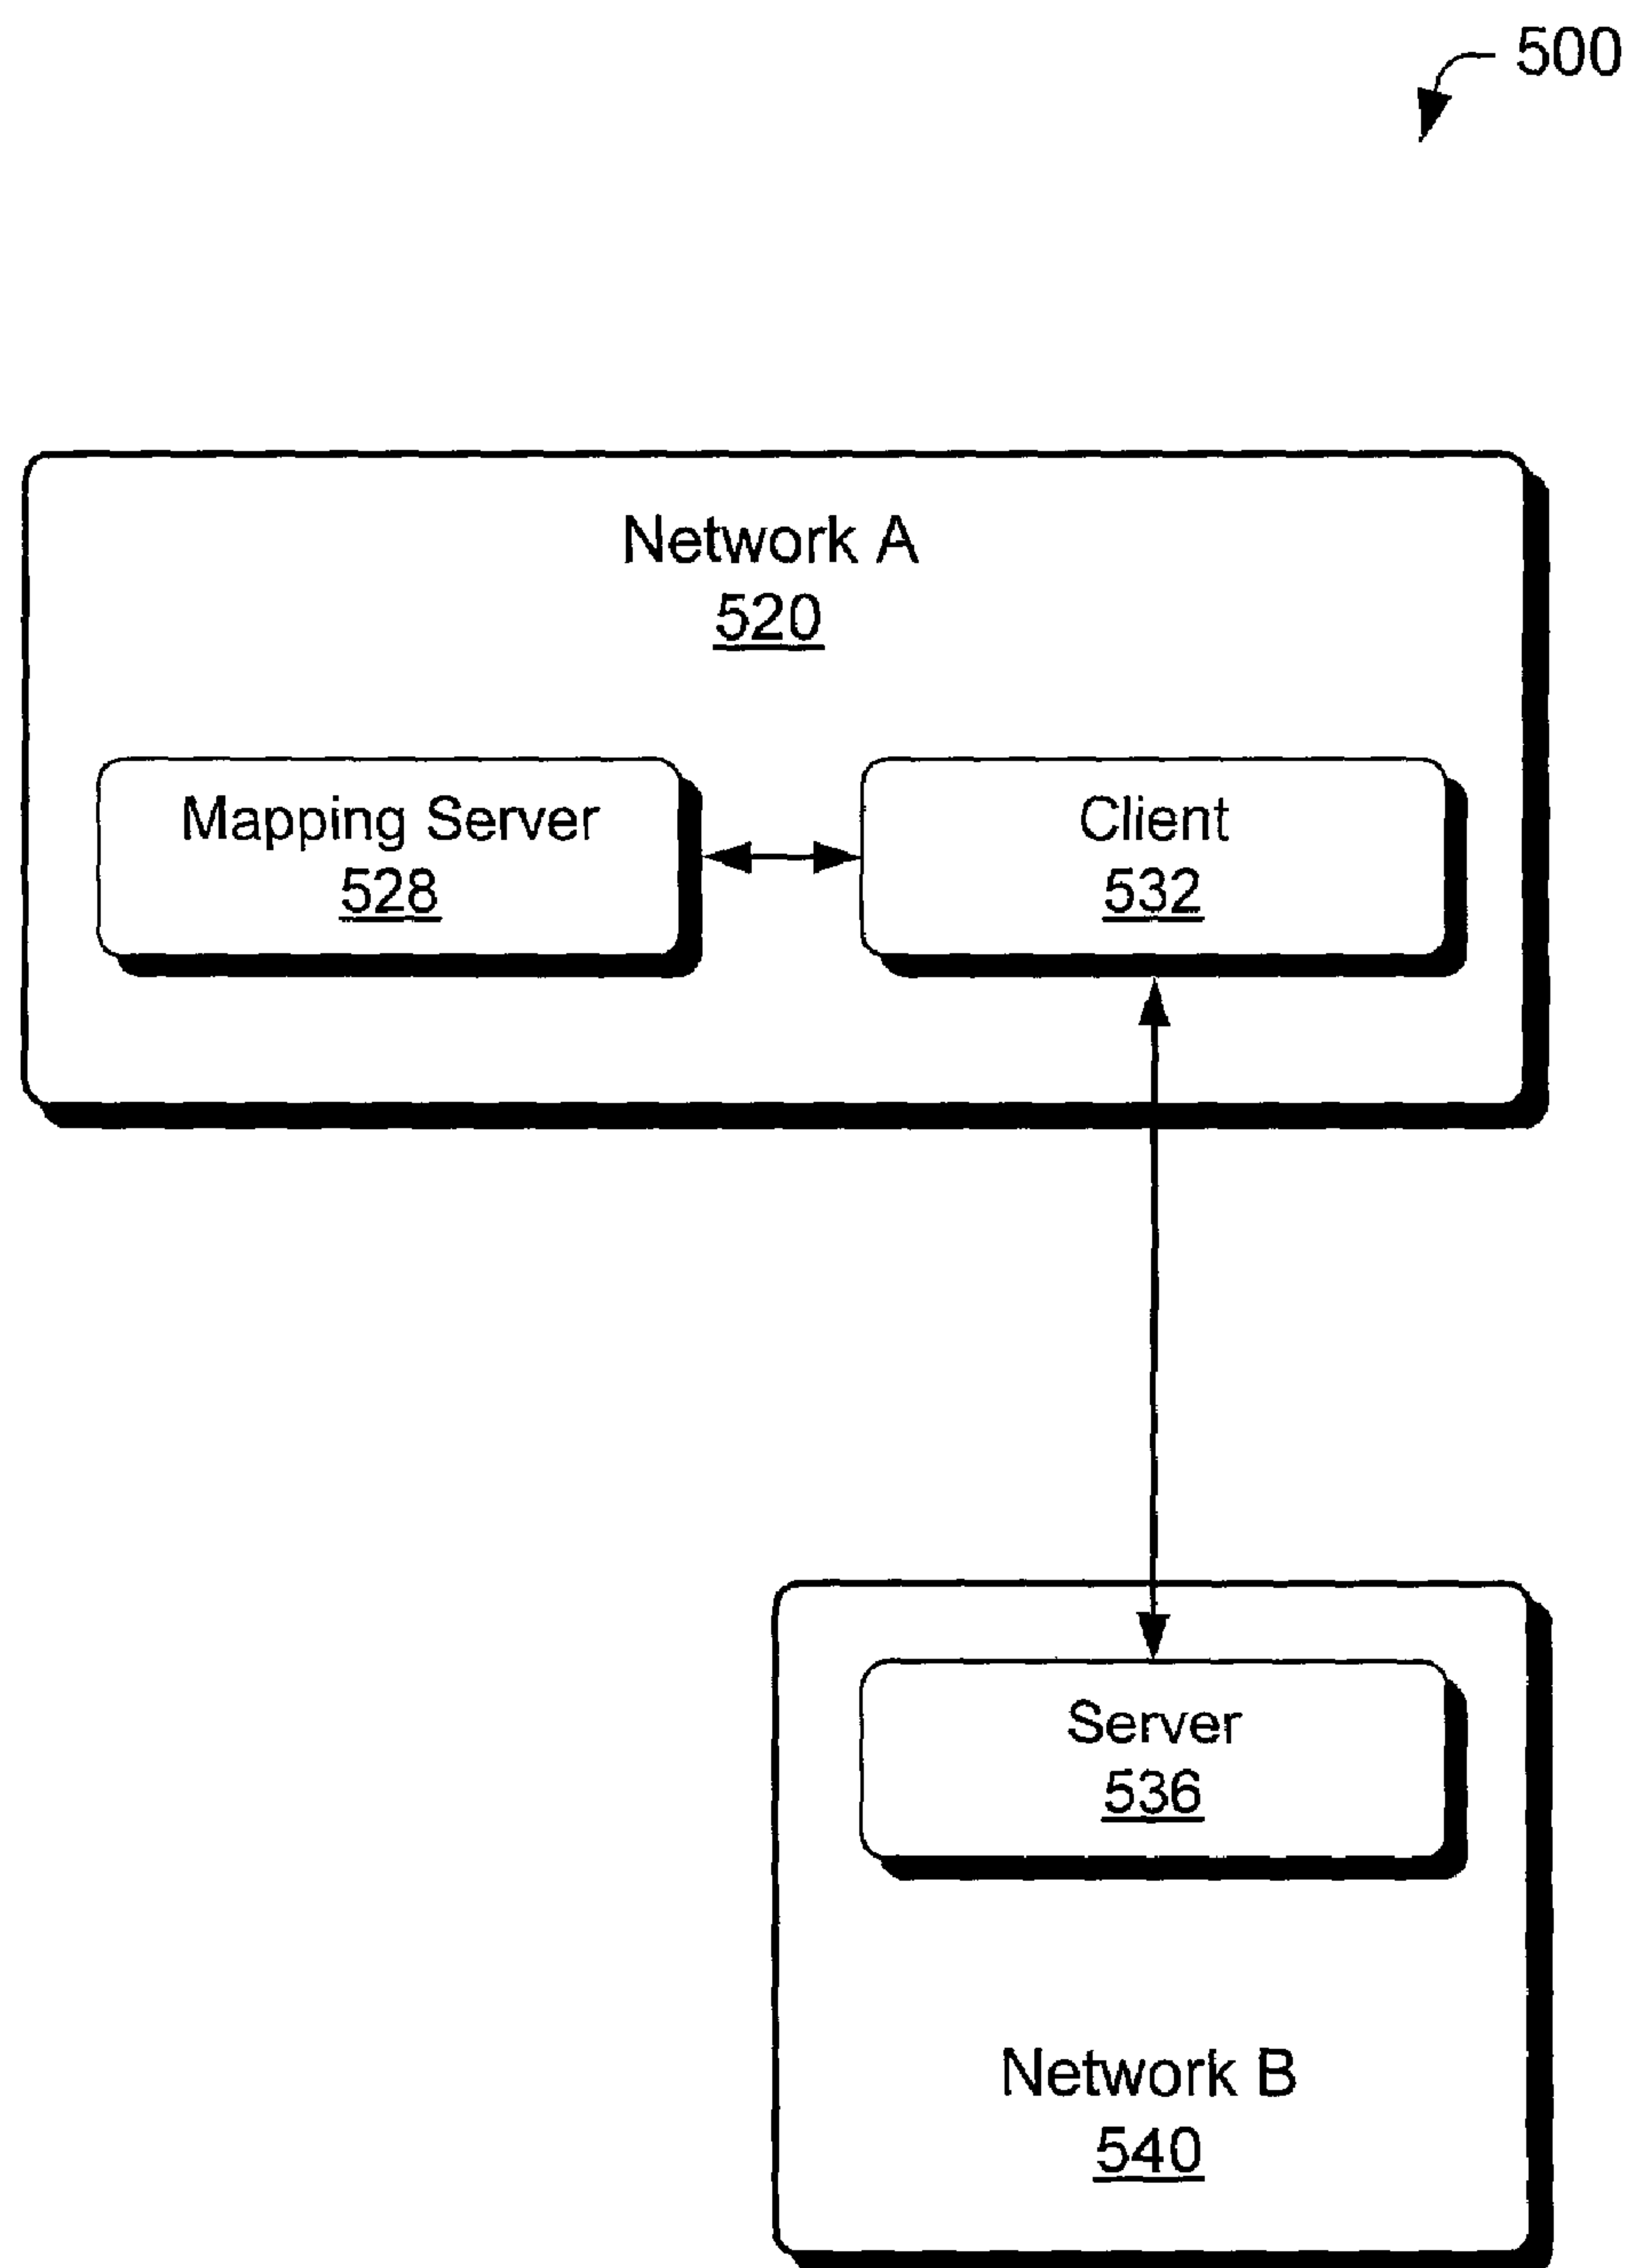 500
Network A
520
Mapping Server
528
Client
532
Server
536
Network B
540